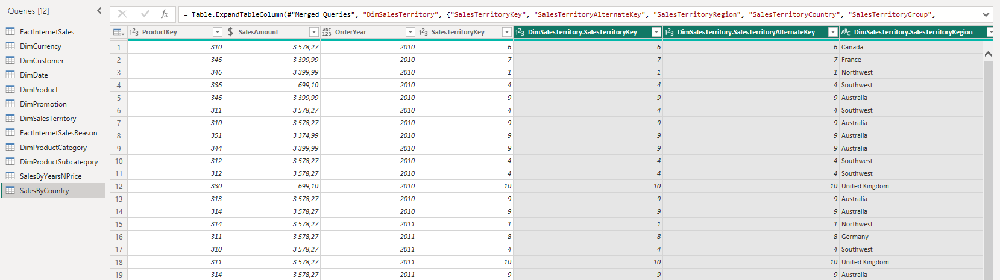 Queries [12]
FactInternetSales
DimCurrency
DimCustomer
DimDate
DimProduct
DimPromotion
DimSalesTerritory
FactInternetSalesReason
DimProductCategory
DimProductSubcategory
SalesByYearsNPrice
SalesByCountry
fx = Table.ExpandTableColumn(#"Merged Queries", "DimSalesTerritory", {"SalesTerritoryKey", "SalesTerritoryAlternateKey", "SalesTerritoryRegion", "SalesTerritoryCountry", "SalesTerritoryGroup",
123 ProductKey $ SalesAmount ABC 123 OrderYear 123 SalesTerritoryKey 123 DimSalesTerritory.SalesTerritoryKey 123 DimSalesTerritory.SalesTerritoryAlternateKey ABC DimSalesTerritory.SalesTerritoryRegion
1 310 3 578,27 2010 6 6 6 Canada
2 346 3 399,99 2010 7 7 7 France
3 346 3 399,99 2010 1 1 1 Northwest
4 336 699,10 2010 4 4 4 Southwest
5 346 3 399,99 2010 9 9 9 Australia
6 311 3 578,27 2010 4 4 4 Southwest
7 310 3 578,27 2010 9 9 9 Australia
8 351 3 374,99 2010 9 9 9 Australia
9 344 3 399,99 2010 9 9 9 Australia
10 312 3 578,27 2010 4 4 4 Southwest
11 312 3 578,27 2010 4 4 4 Southwest
12 330 699,10 2010 10 10 10 United Kingdom
13 313 3 578,27 2010 9 9 9 Australia
14 314 3 578,27 2010 9 9 9 Australia
15 314 3 578,27 2011 1 1 1 Northwest
16 311 3 578,27 2011 8 8 8 Germany
17 310 3 578,27 2011 4 4 4 Southwest
18 311 3 578,27 2011 10 10 10 United Kingdom
19 314 3 578,27 2011 9 9 9 Australia